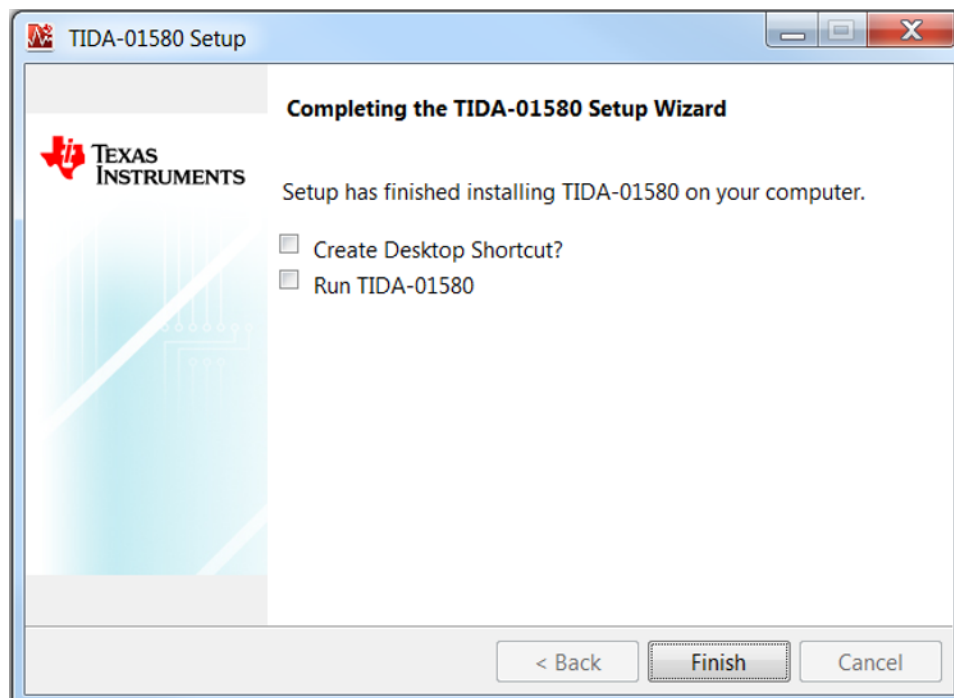 TIDA-01580 Setup
Completing the TIDA-01580 Setup Wizard
TEXAS
INSTRUMENTS
Setup has finished installing TIDA-01580 on your computer.
Create Desktop Shortcut?
Run TIDA-01580
< Back
Finish
Cancel